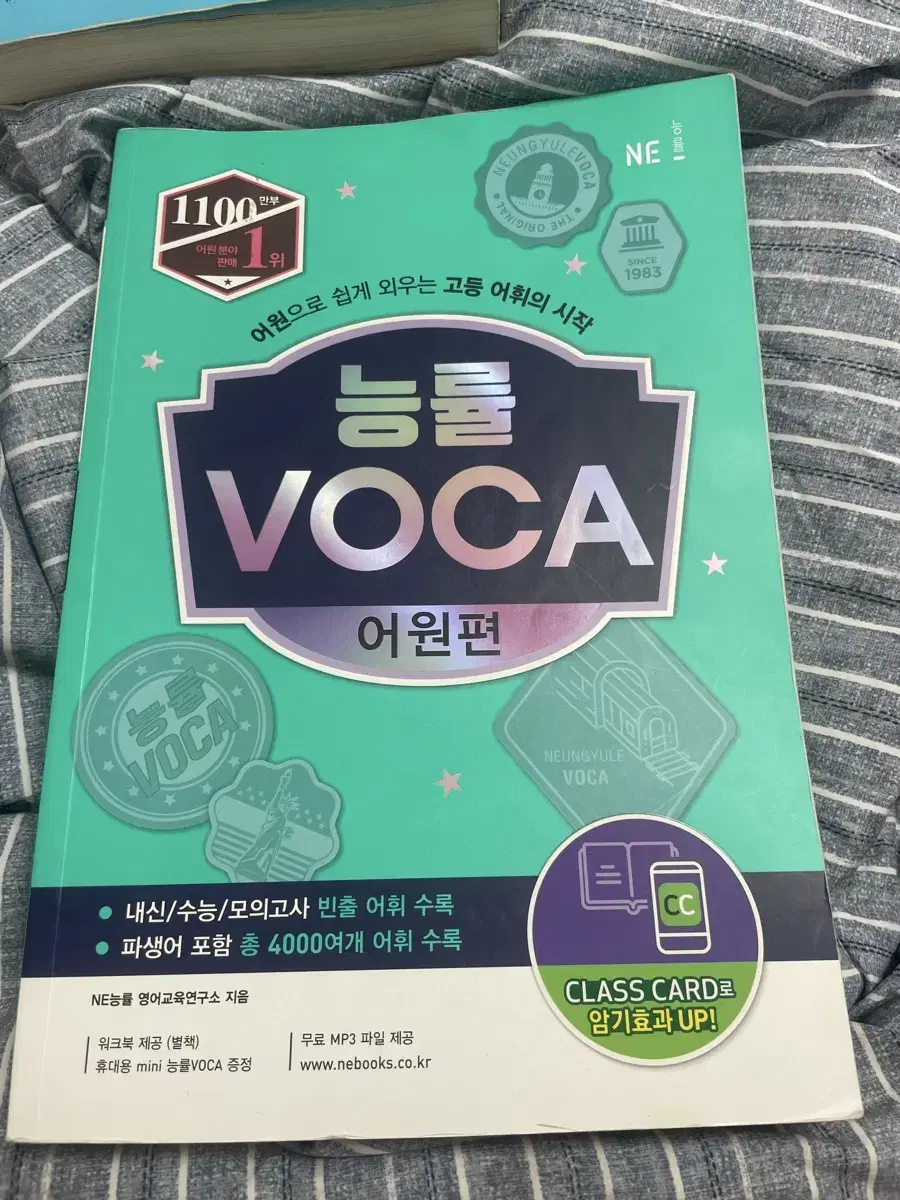 NE 능률
NEUNGYULEVOCA
THE ORIGINAL
SINCE
1983
1100만부
어원 분야
판매 1위
어원으로 쉽게 외우는 고등 어휘의 시작
능률
VOCA
어원편
능률
VOCA
NEUNGYULE
VOCA
내신/수능/모의고사 빈출 어휘 수록
파생어 포함 총 4000여개 어휘 수록
CC
CLASS CARD로
암기효과 UP!
NE능률 영어교육연구소 지음
워크북 제공 (별책)
휴대용 mini 능률VOCA 증정
무료 MP3 파일 제공
www.nebooks.co.kr